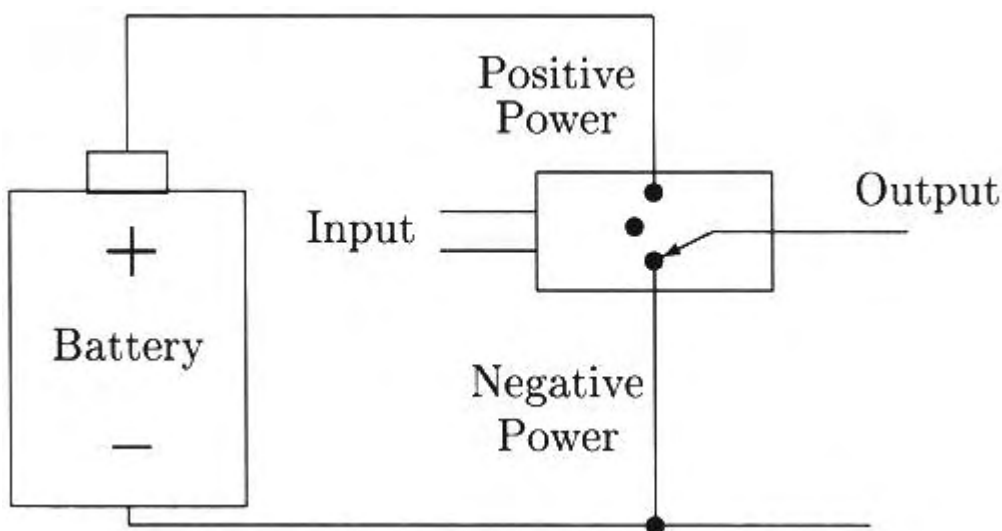 Positive
Power
Input
Output
+
Battery
−
Negative
Power